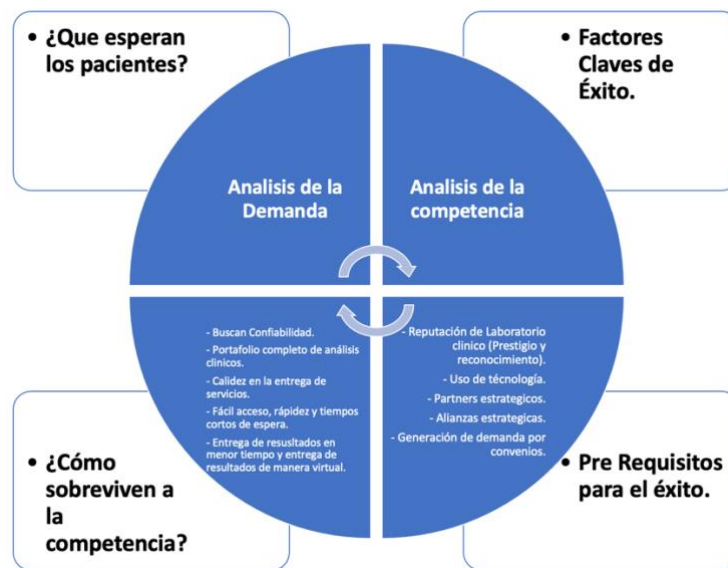 • ¿Que esperan
los pacientes?
• Factores
Claves de
Éxito.
Analisis de la
Demanda
Analisis de la
competencia
- Buscan Confiabilidad.
- Portafolio completo de análisis
clinicos.
- Calidez en la entrega de
servicios.
- Fácil acceso, rápidez y tiempos
cortos de espera.
- Entrega de resusltados en
menor tiempo y entrega de
resultados de manera virtual.
- Reputación de Laboratorio
clinico (Prestigio y
reconocimiento).
- Uso de técnología.
- Partners estrategicos.
- Alianzas estrategicas.
- Generación de demanda por
convenios.
• ¿Cómo
sobreviven a
la
competencia?
• Pre Requisitos
para el éxito.